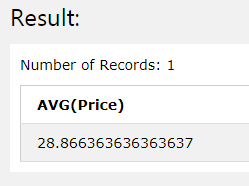 Result:
Number of Records: 1
AVG(Price)
28.866363636363637